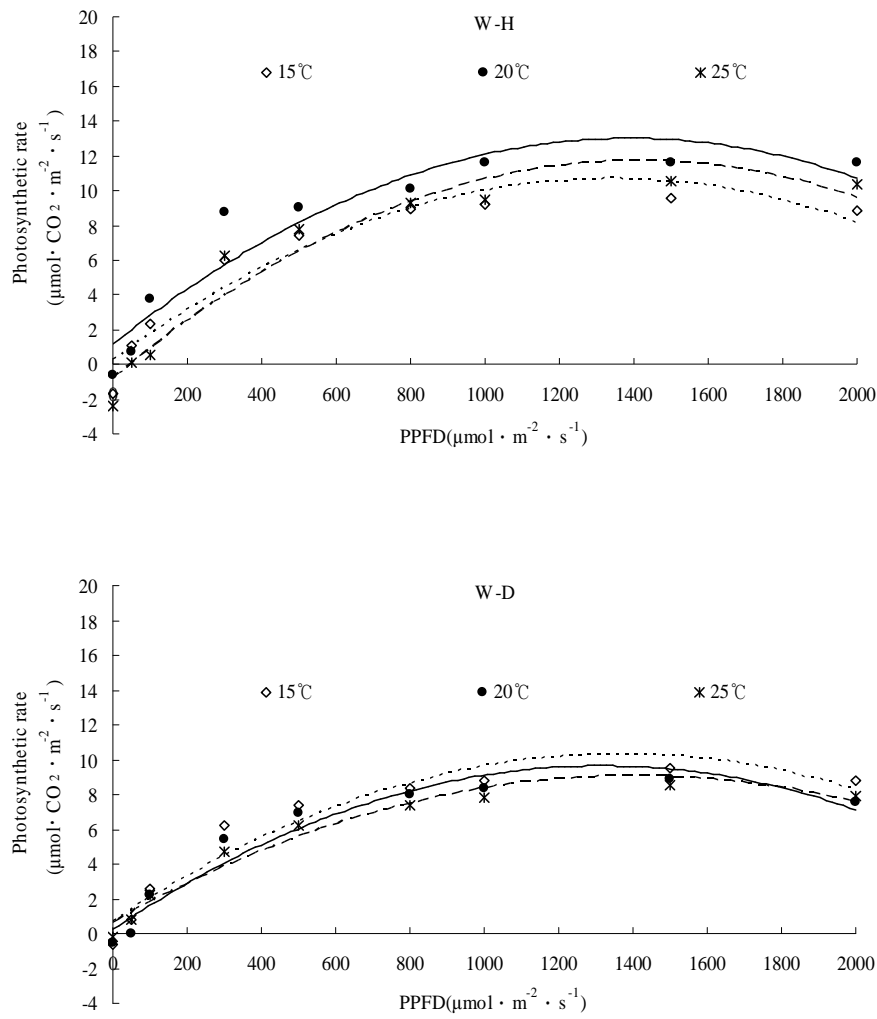 W-H
15℃ 20℃ 25℃
Photosynthetic rate
(μmol· CO₂ · m⁻² · s⁻¹)
20
18
16
14
12
10
8
6
4
2
0
-2
-4
0 200 400 600 800 1000 1200 1400 1600 1800 2000
PPFD(μmol · m⁻² · s⁻¹)
W-D
15℃ 20℃ 25℃
Photosynthetic rate
(μmol· CO₂ · m⁻² · s⁻¹)
20
18
16
14
12
10
8
6
4
2
0
-2
-4
0 200 400 600 800 1000 1200 1400 1600 1800 2000
PPFD(μmol · m⁻² · s⁻¹)